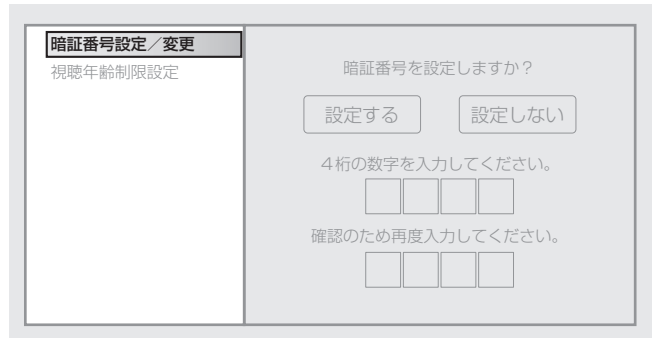 暗証番号設定／変更
視聴年齢制限設定
暗証番号を設定しますか？
設定する
設定しない
4桁の数字を入力してください。
確認のため再度入力してください。